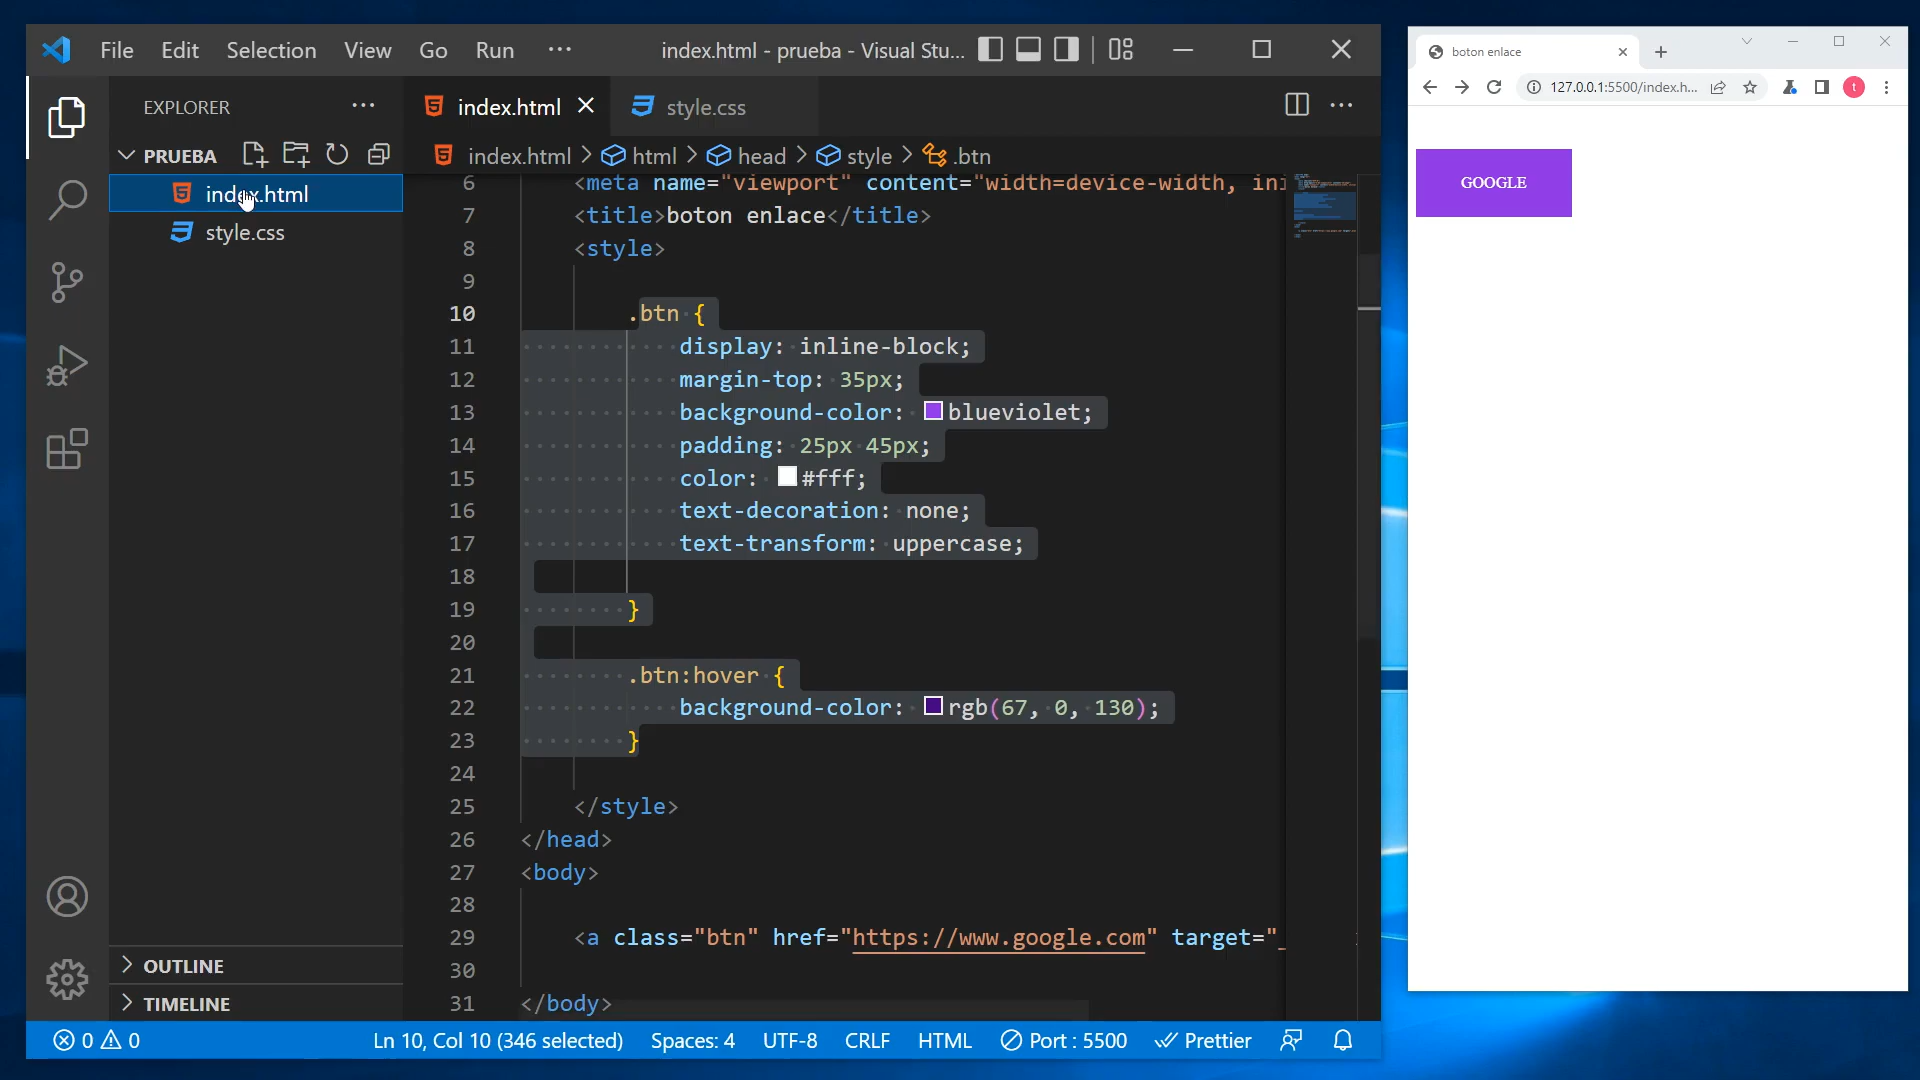 File Edit Selection View Go Run ··· index.html - prueba - Visual Stu...
EXPLORER ···
PRUEBA
index.html
style.css
OUTLINE
TIMELINE
index.html style.css ···
index.html > html > head > style > .btn
6 <meta name="viewport" content="width=device-width, ini
7 <title>boton enlace</title>
8 <style>
9
10 .btn {
11 display: inline-block;
12 margin-top: 35px;
13 background-color: blueviolet;
14 padding: 25px 45px;
15 color: #fff;
16 text-decoration: none;
17 text-transform: uppercase;
18
19 }
20
21 .btn:hover {
22 background-color: rgb(67, 0, 130);
23 }
24
25 </style>
26 </head>
27 <body>
28
29 <a class="btn" href="https://www.google.com" target="_
30
31 </body>
0 0 Ln 10, Col 10 (346 selected) Spaces: 4 UTF-8 CRLF HTML Port : 5500 Prettier
boton enlace
127.0.0.1:5500/index.h... t
GOOGLE